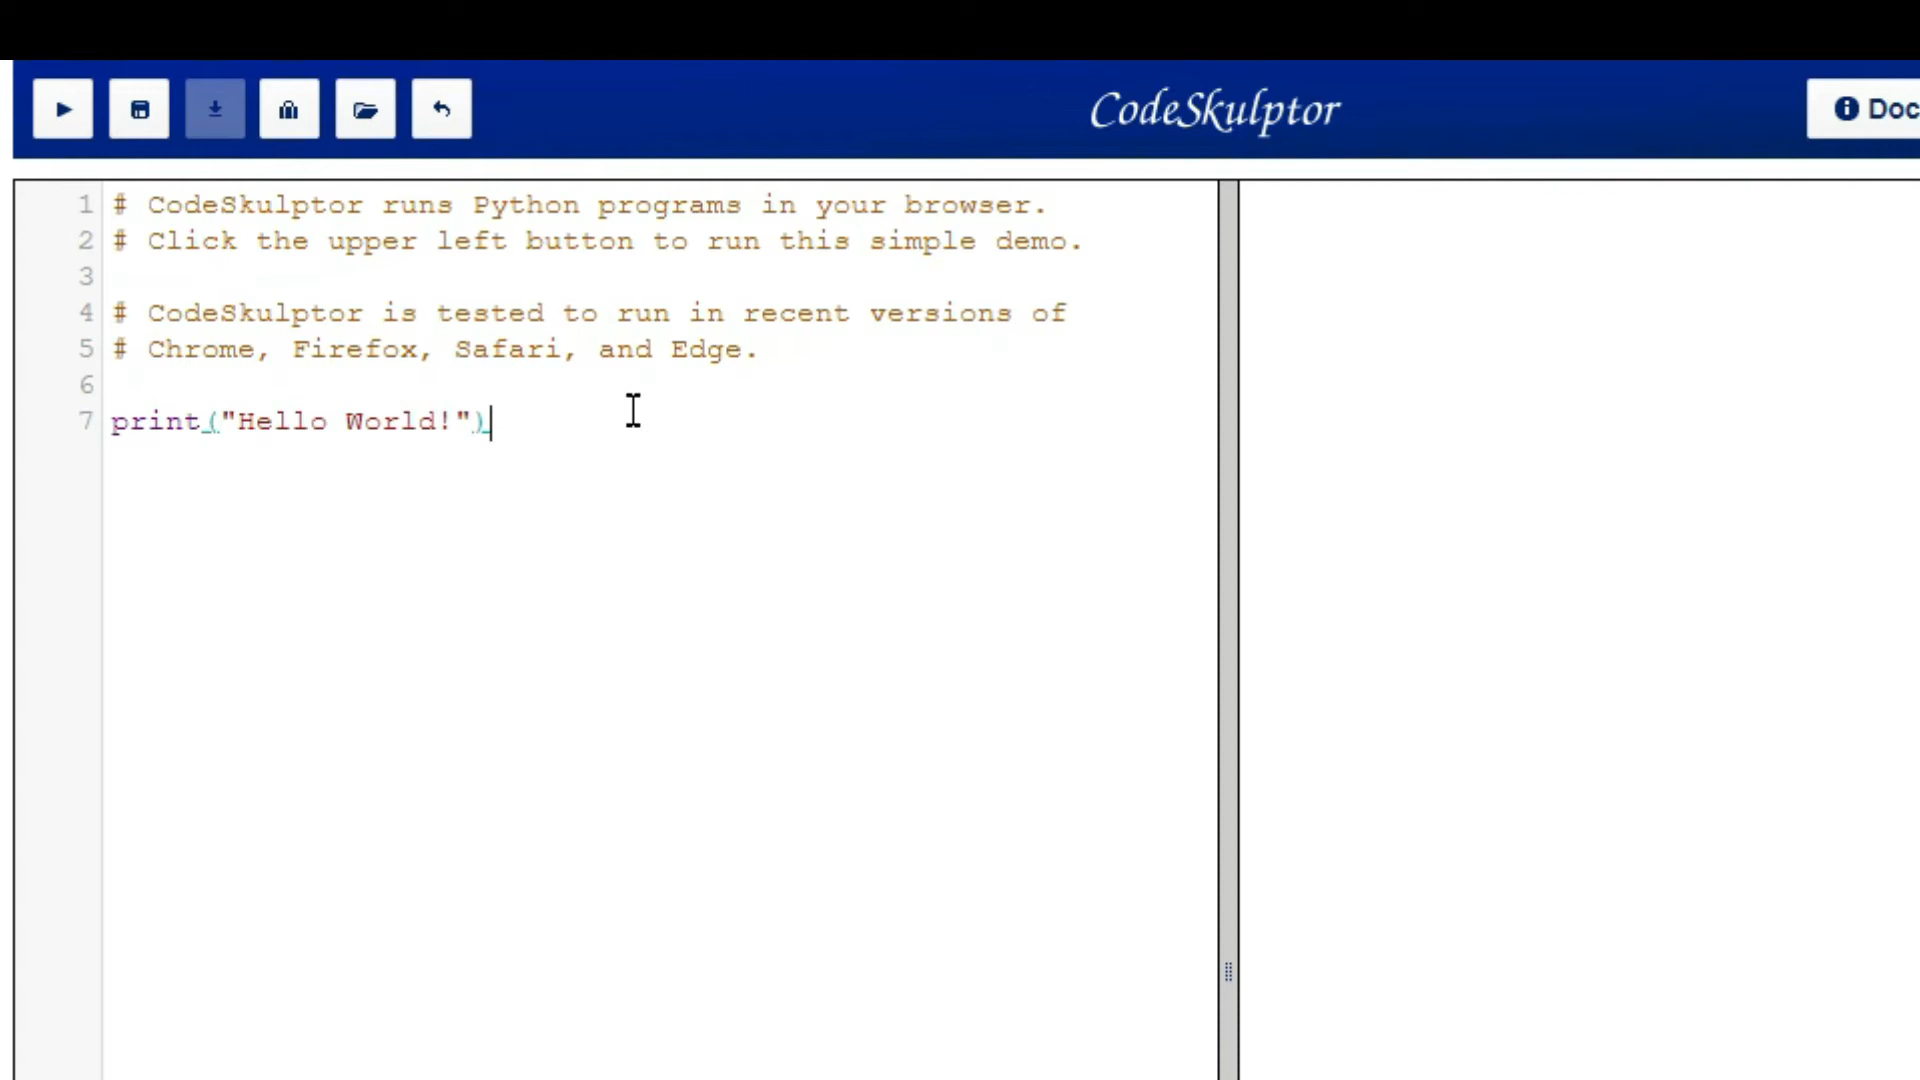 CodeSkulptor
Doc
1 # CodeSkulptor runs Python programs in your browser.
2 # Click the upper left button to run this simple demo.
3
4 # CodeSkulptor is tested to run in recent versions of
5 # Chrome, Firefox, Safari, and Edge.
6
7 print("Hello World!")